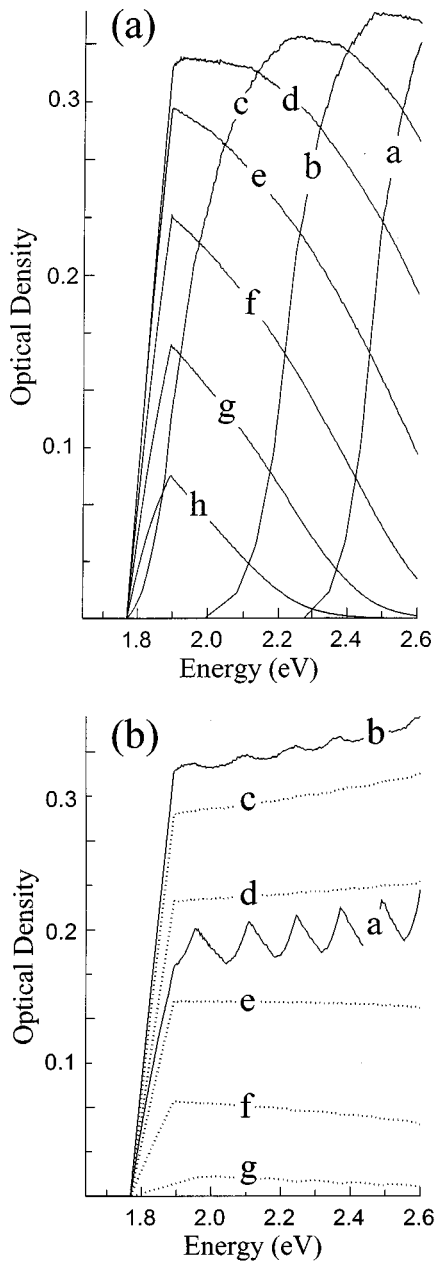 (a)
c
d
b
a
0.3
e
Optical Density
f
0.2
g
0.1
h
1.8 2.0 2.2 2.4 2.6
Energy (eV)
(b)
b
0.3
c
d
0.2
a
Optical Density
e
0.1
f
g
1.8 2.0 2.2 2.4 2.6
Energy (eV)